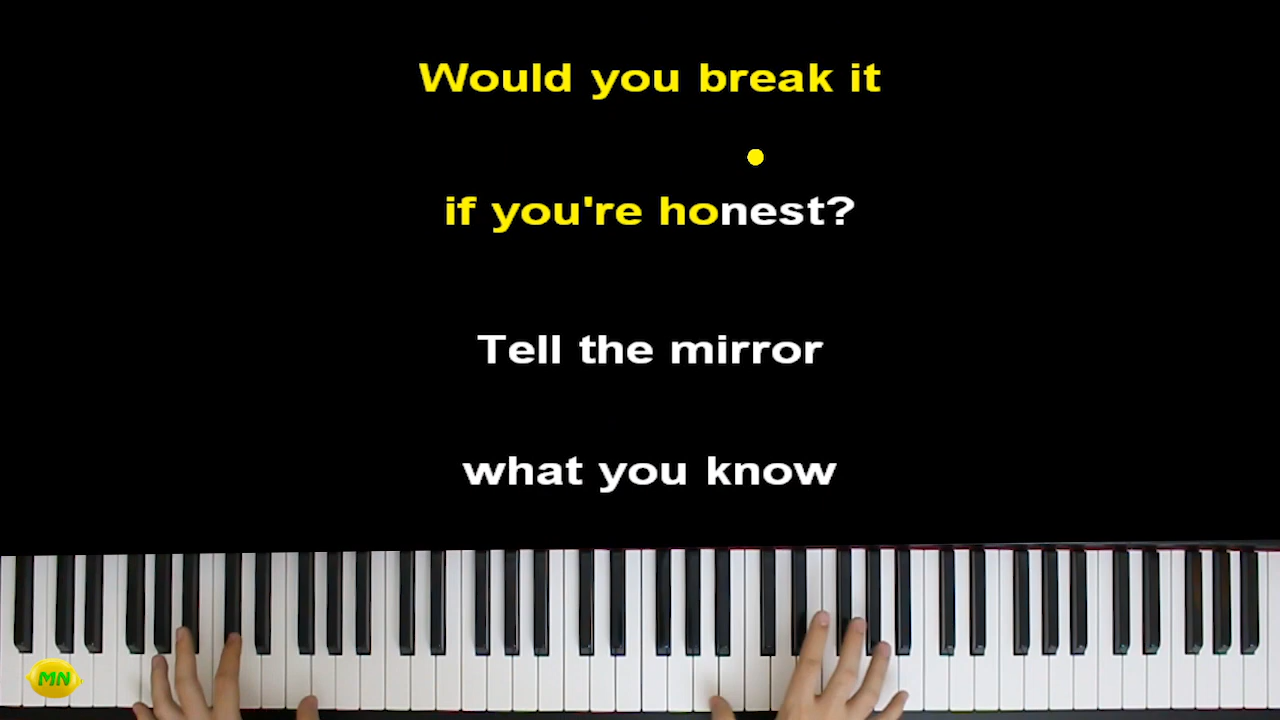 Would you break it
if you're honest?
Tell the mirror
what you know
MN